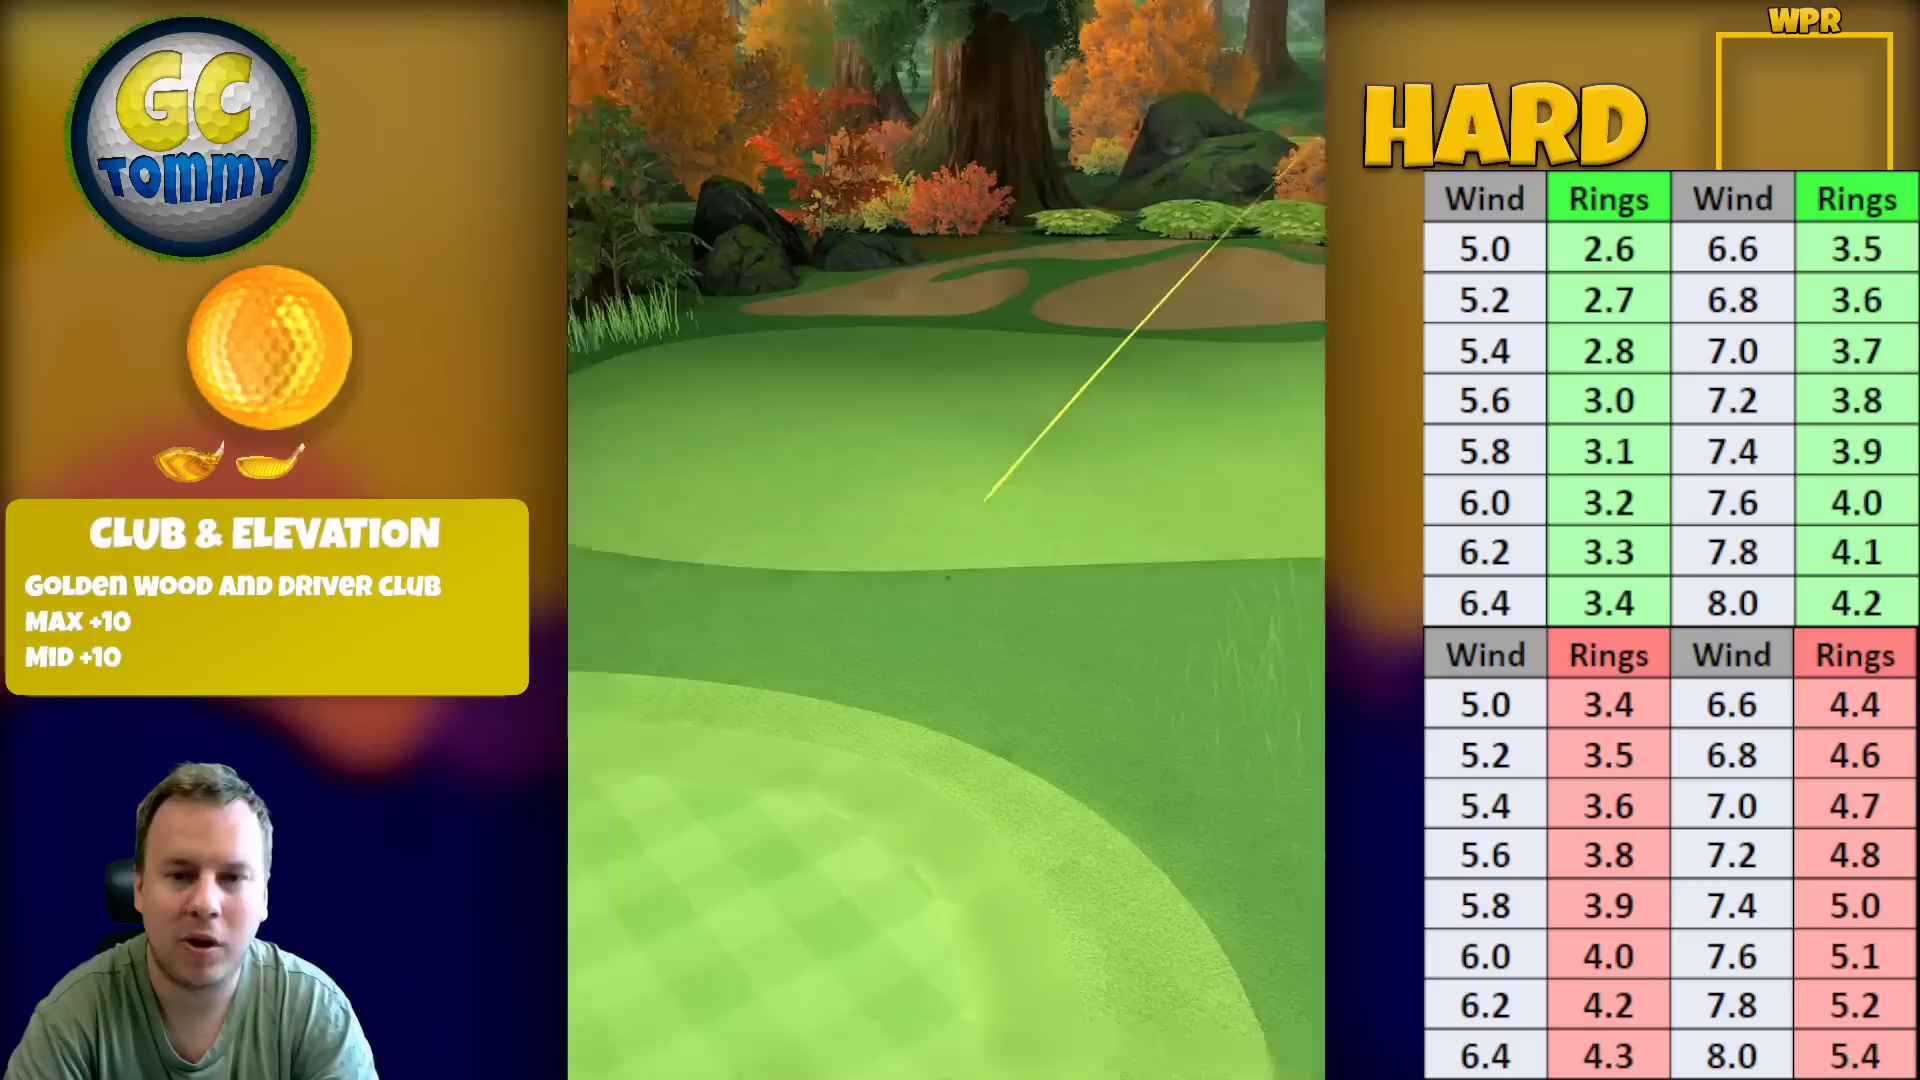 GC
TOMMY
CLUB & ELEVATION
GOLDEN WOOD AND DRIVER CLUB
MAX +10
MID +10
WPR
HARD
Wind Rings Wind Rings
5.0 2.6 6.6 3.5
5.2 2.7 6.8 3.6
5.4 2.8 7.0 3.7
5.6 3.0 7.2 3.8
5.8 3.1 7.4 3.9
6.0 3.2 7.6 4.0
6.2 3.3 7.8 4.1
6.4 3.4 8.0 4.2
Wind Rings Wind Rings
5.0 3.4 6.6 4.4
5.2 3.5 6.8 4.6
5.4 3.6 7.0 4.7
5.6 3.8 7.2 4.8
5.8 3.9 7.4 5.0
6.0 4.0 7.6 5.1
6.2 4.2 7.8 5.2
6.4 4.3 8.0 5.4